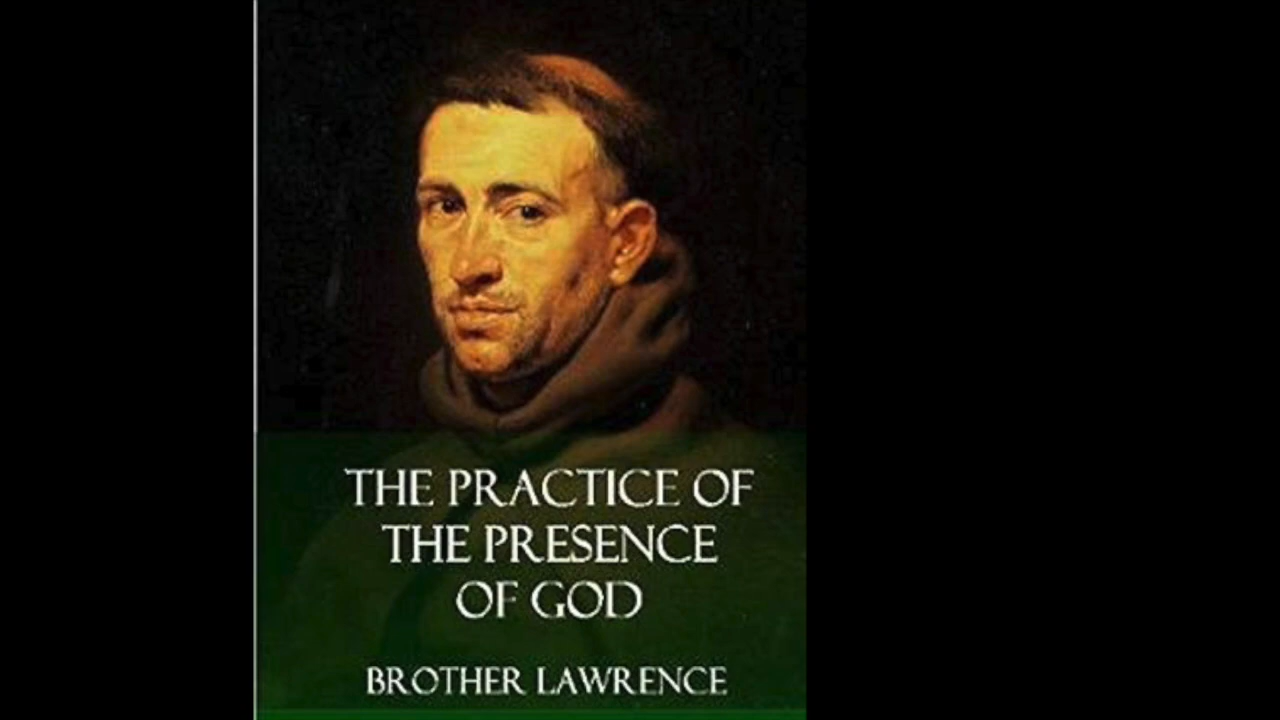 THE PRACTICE OF
THE PRESENCE
OF GOD
BROTHER LAWRENCE